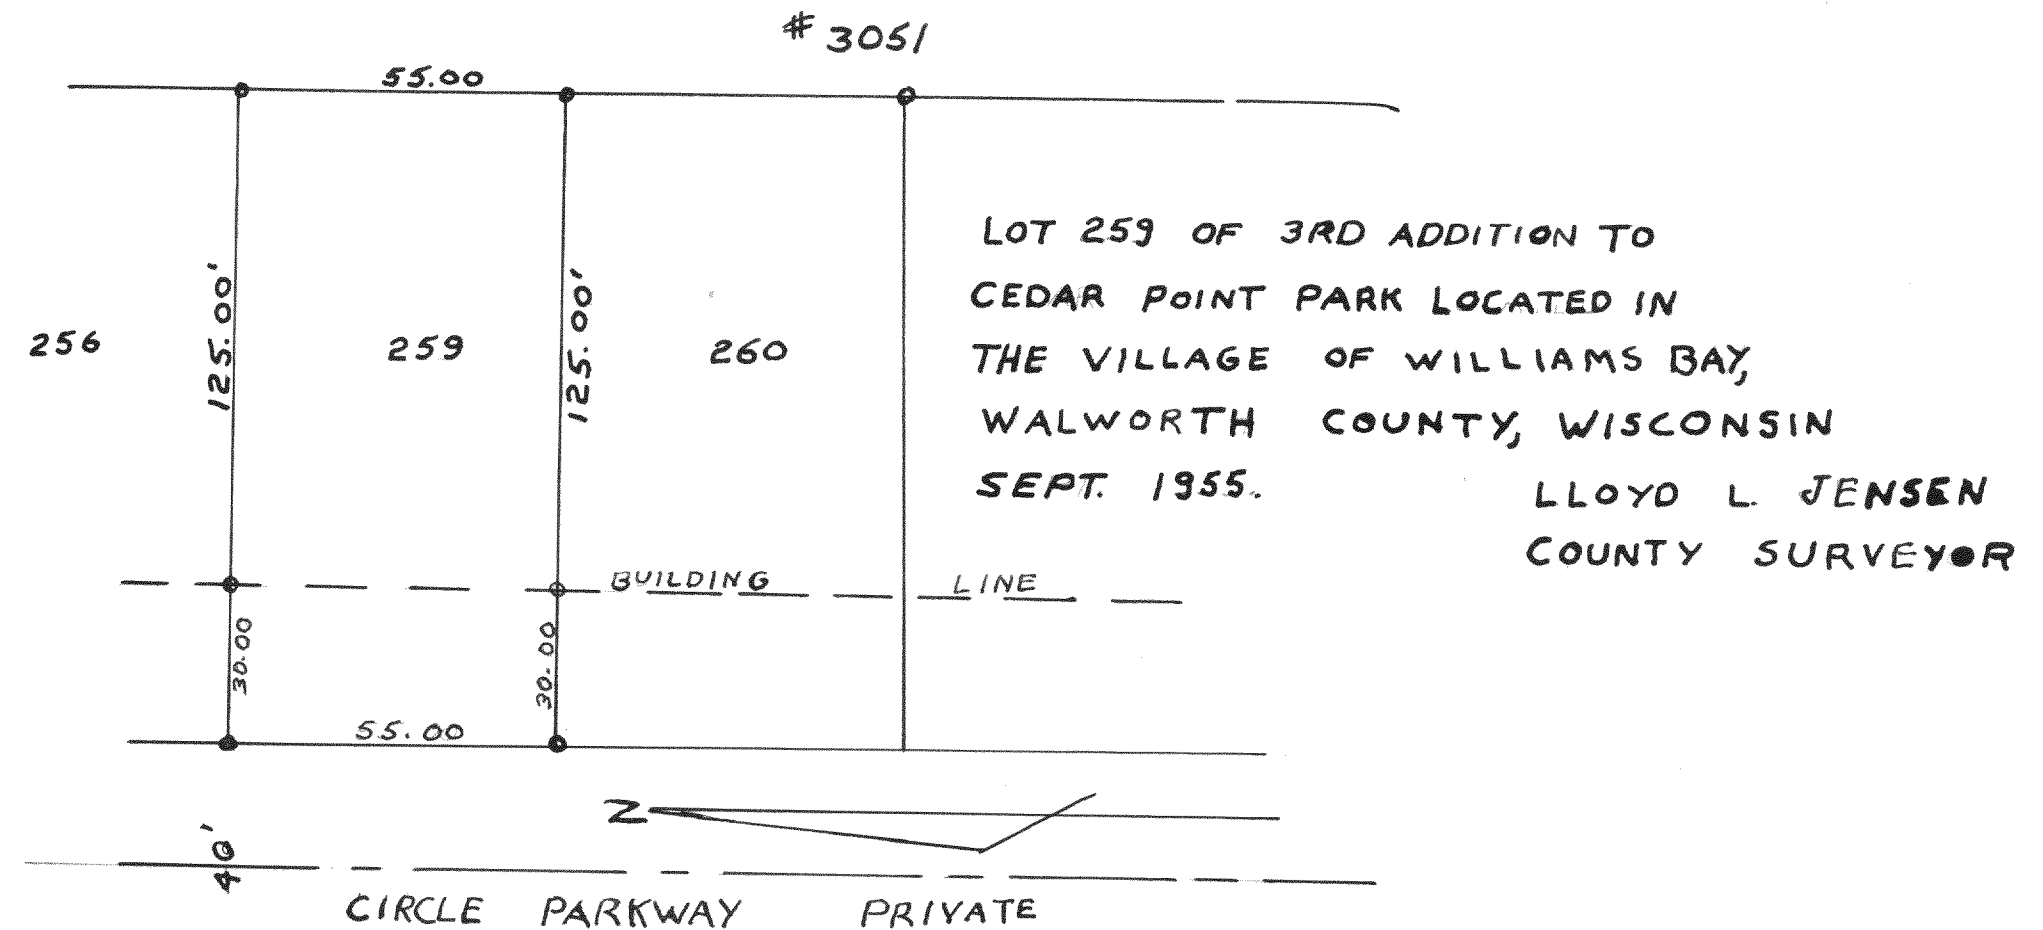 # 3051
55.00
125.00'
125.00'
256
259
260
LOT 259 OF 3RD ADDITION TO
CEDAR POINT PARK LOCATED IN
THE VILLAGE OF WILLIAMS BAY,
WALWORTH COUNTY, WISCONSIN
SEPT. 1955.
LLOYD L. JENSEN
COUNTY SURVEYOR
BUILDING LINE
30.00
30.00
55.00
N
40'
CIRCLE PARKWAY PRIVATE